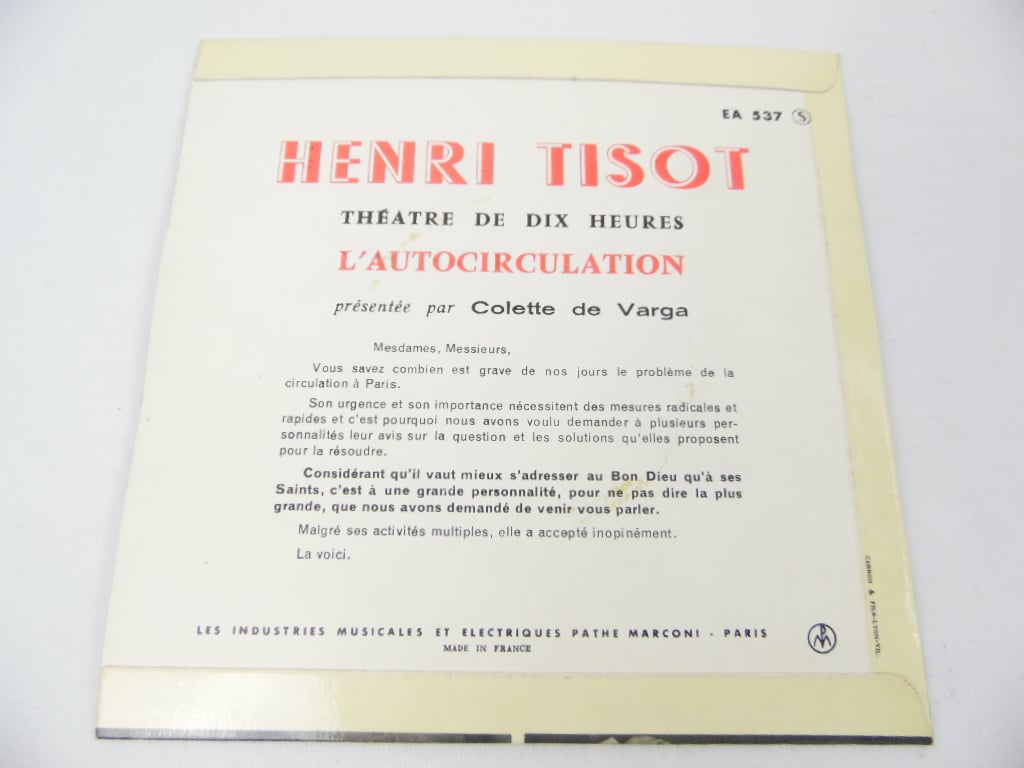 EA 537 Ⓢ
HENRI TISOT
THÉATRE DE DIX HEURES
L'AUTOCIRCULATION
présentée par Colette de Varga
Mesdames, Messieurs,
Vous savez combien est grave de nos jours le problème de la
circulation à Paris.
Son urgence et son importance nécessitent des mesures radicales et
rapides et c'est pourquoi nous avons voulu demander à plusieurs per-
sonnalités leur avis sur la question et les solutions qu'elles proposent
pour la résoudre.
Considérant qu'il vaut mieux s'adresser au Bon Dieu qu'à ses
Saints, c'est à une grande personnalité, pour ne pas dire la plus
grande, que nous avons demandé de venir vous parler.
Malgré ses activités multiples, elle a accepté inopinément.
La voici.
LES INDUSTRIES MUSICALES ET ELECTRIQUES PATHE MARCONI - PARIS
MADE IN FRANCE